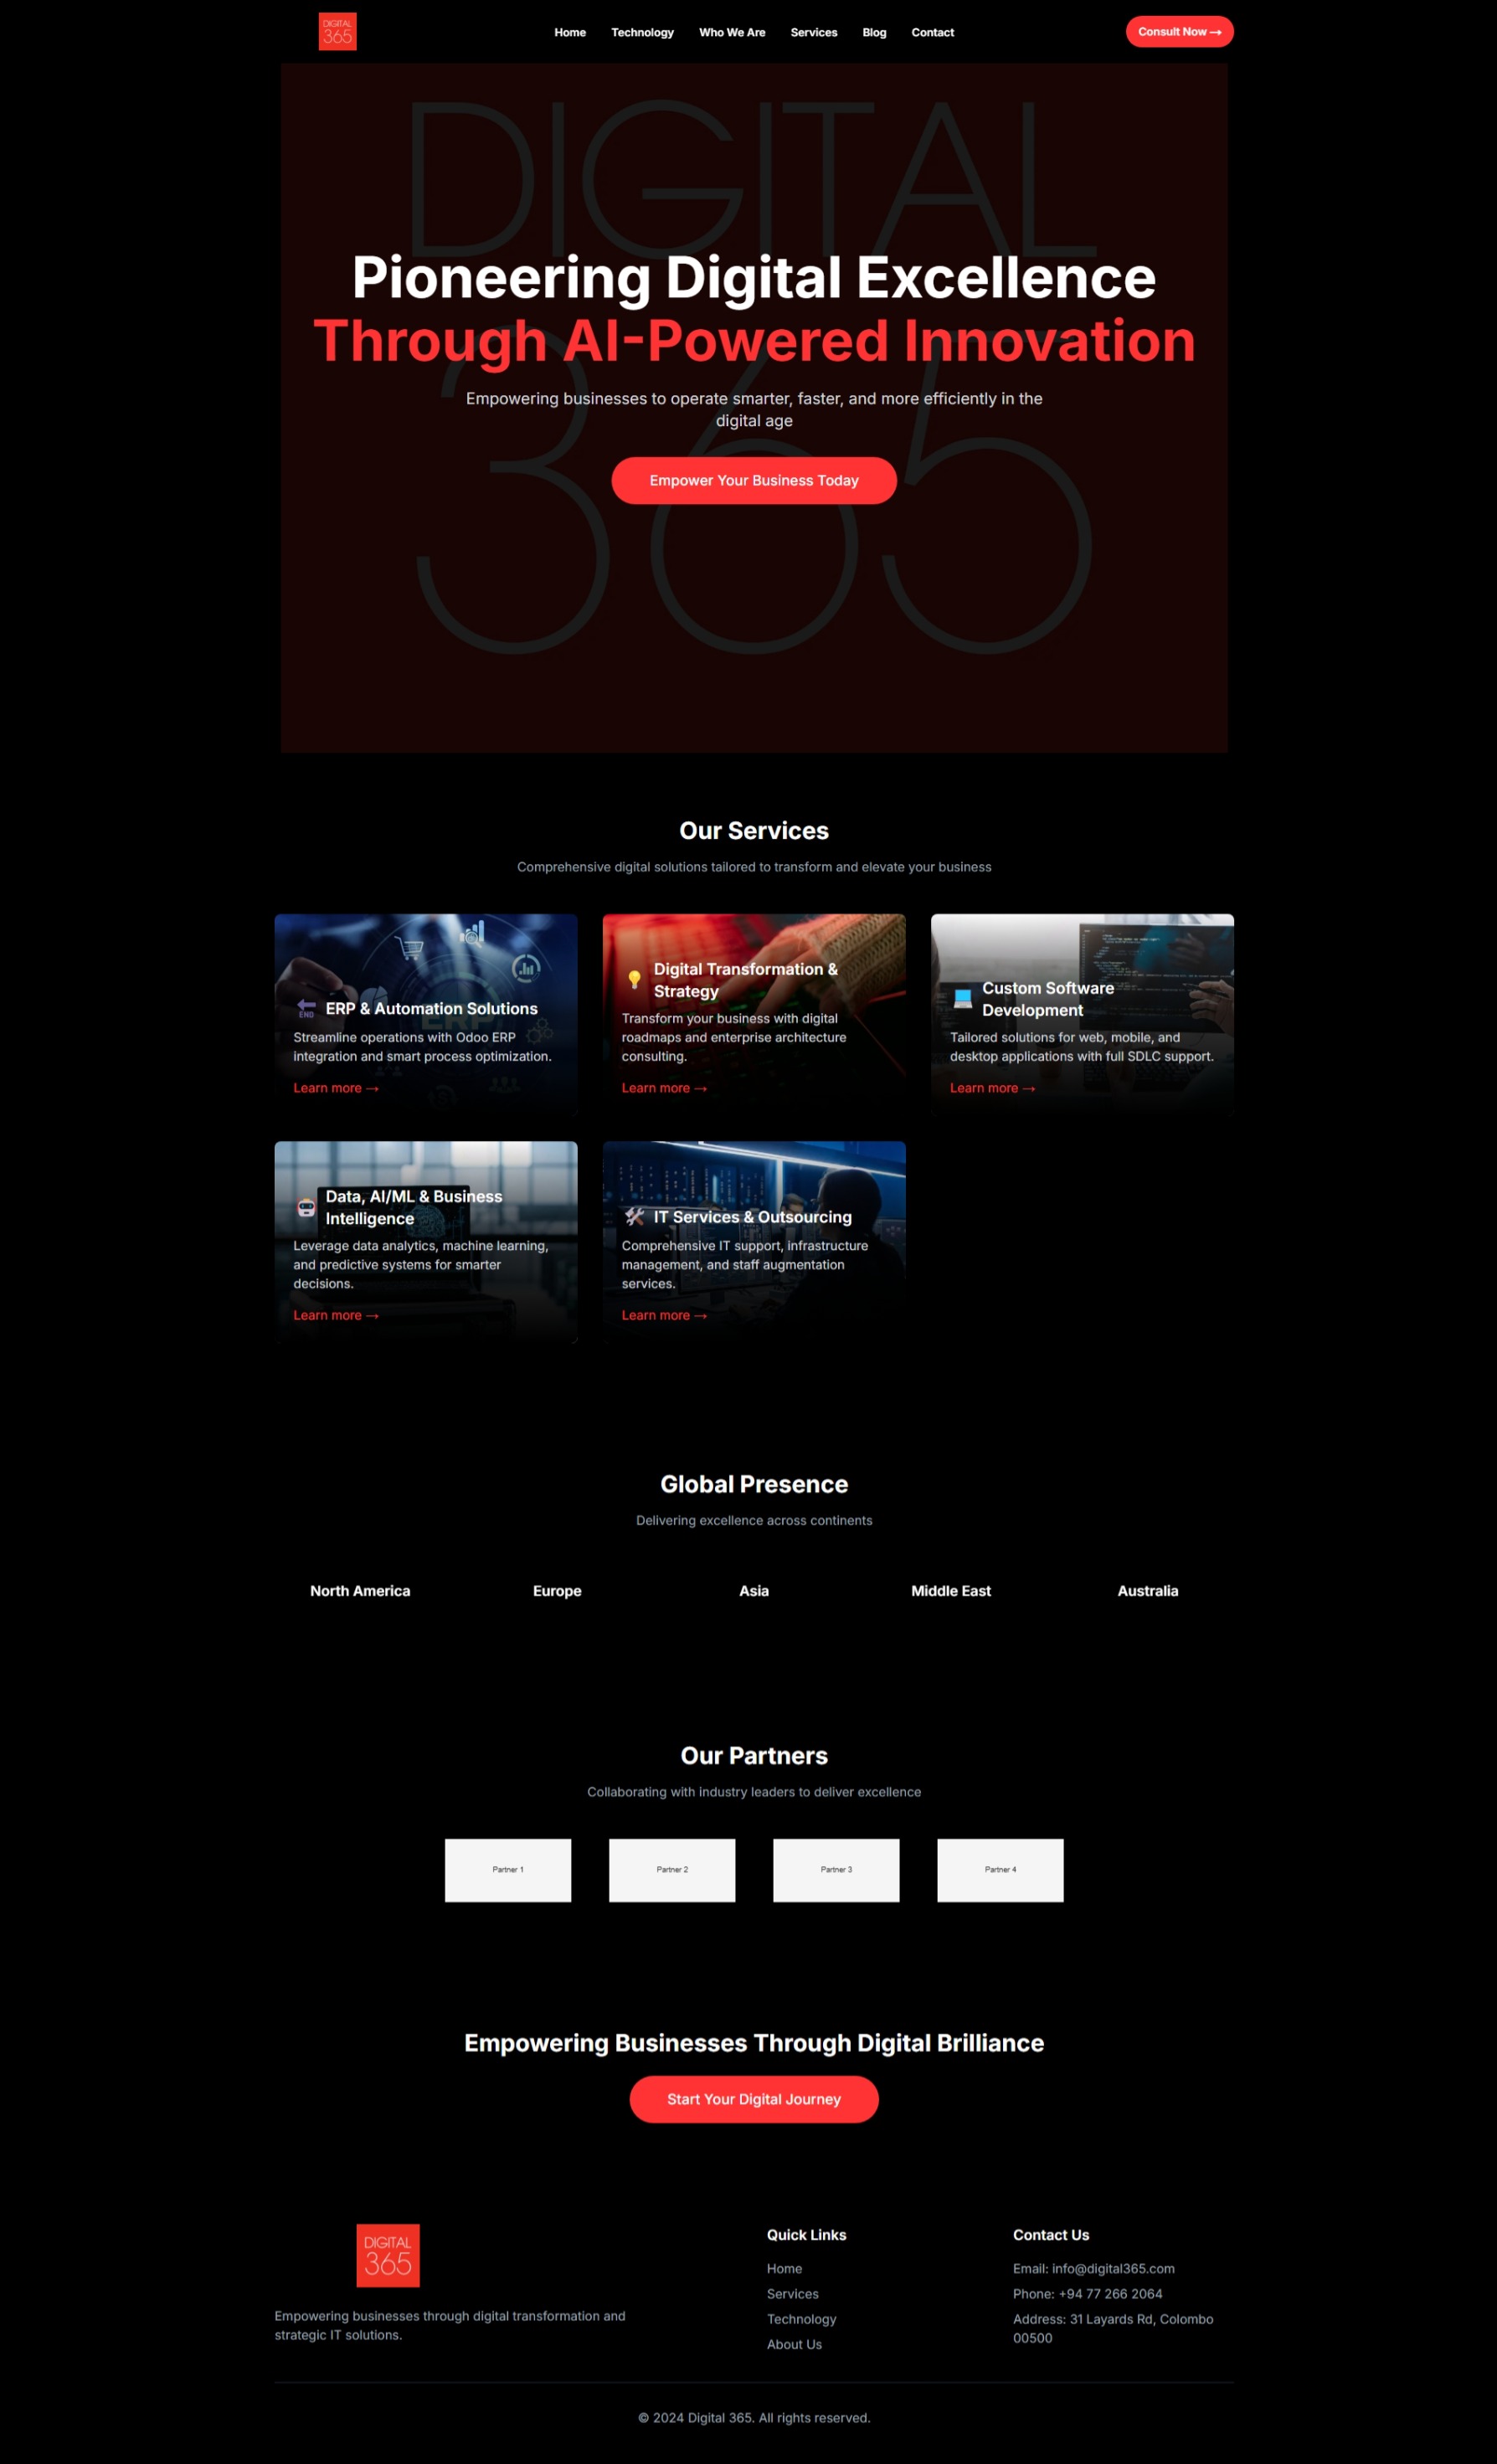 DIGITAL
365
Home
Technology
Who We Are
Services
Blog
Contact
Consult Now →
DIGITAL
365
Pioneering Digital Excellence
Through AI-Powered Innovation
Empowering businesses to operate smarter, faster, and more efficiently in the
digital age
Empower Your Business Today
Our Services
Comprehensive digital solutions tailored to transform and elevate your business
END
ERP & Automation Solutions
ERP
Streamline operations with Odoo ERP
integration and smart process optimization.
Learn more →
Digital Transformation &
Strategy
Transform your business with digital
roadmaps and enterprise architecture
consulting.
Learn more →
Custom Software
Development
Tailored solutions for web, mobile, and
desktop applications with full SDLC support.
Learn more →
Data, AI/ML & Business
Intelligence
Leverage data analytics, machine learning,
and predictive systems for smarter
decisions.
Learn more →
IT Services & Outsourcing
Comprehensive IT support, infrastructure
management, and staff augmentation
services.
Learn more →
Global Presence
Delivering excellence across continents
North America
Europe
Asia
Middle East
Australia
Our Partners
Collaborating with industry leaders to deliver excellence
Partner 1
Partner 2
Partner 3
Partner 4
Empowering Businesses Through Digital Brilliance
Start Your Digital Journey
DIGITAL
365
Empowering businesses through digital transformation and
strategic IT solutions.
Quick Links
Home
Services
Technology
About Us
Contact Us
Email: info@digital365.com
Phone: +94 77 266 2064
Address: 31 Layards Rd, Colombo
00500
© 2024 Digital 365. All rights reserved.